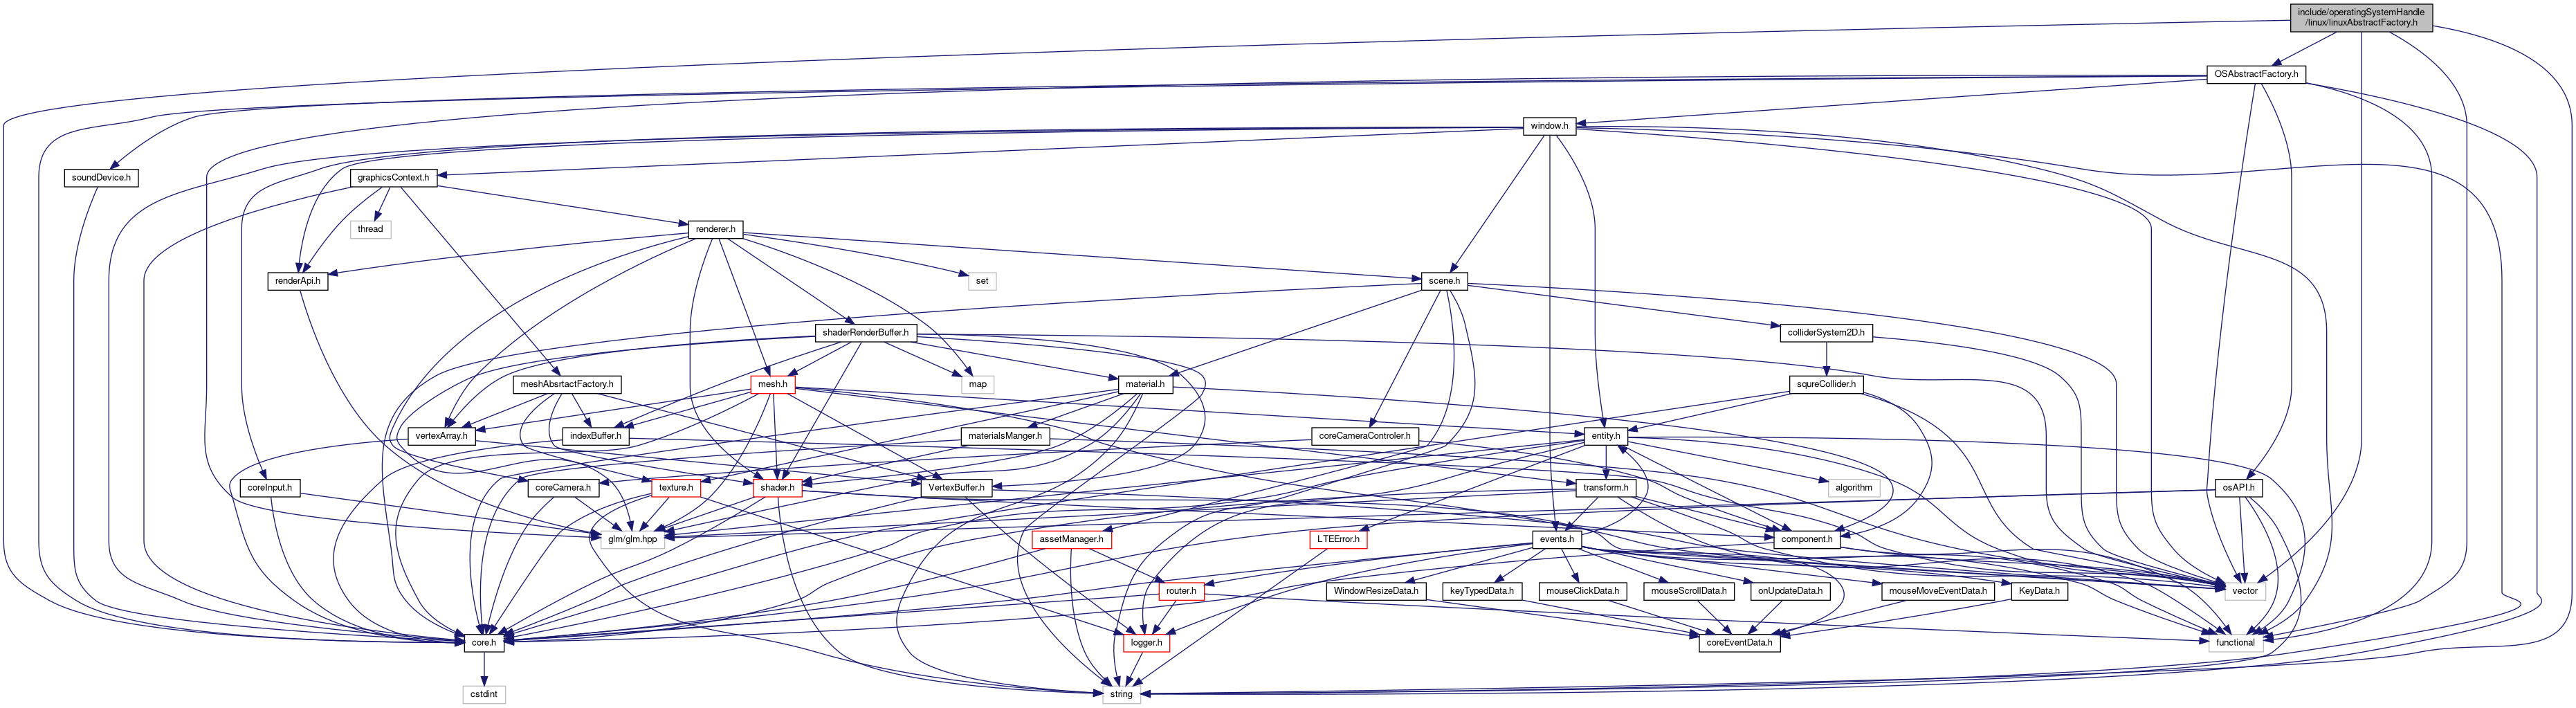 include/operatingSystemHandle
/linux/linuxAbstractFactory.h
OSAbstractFactory.h
window.h
soundDevice.h
graphicsContext.h
thread
renderer.h
renderApi.h
set
scene.h
shaderRenderBuffer.h
colliderSystem2D.h
meshAbsrtactFactory.h
mesh.h
map
material.h
squreCollider.h
vertexArray.h
indexBuffer.h
materialsManger.h
coreCameraControler.h
entity.h
coreInput.h
coreCamera.h
texture.h
shader.h
VertexBuffer.h
transform.h
algorithm
osAPI.h
glm/glm.hpp
assetManager.h
LTEError.h
events.h
component.h
router.h
WindowResizeData.h
keyTypedData.h
mouseClickData.h
mouseScrollData.h
onUpdateData.h
mouseMoveEventData.h
KeyData.h
vector
core.h
logger.h
coreEventData.h
functional
cstdint
string